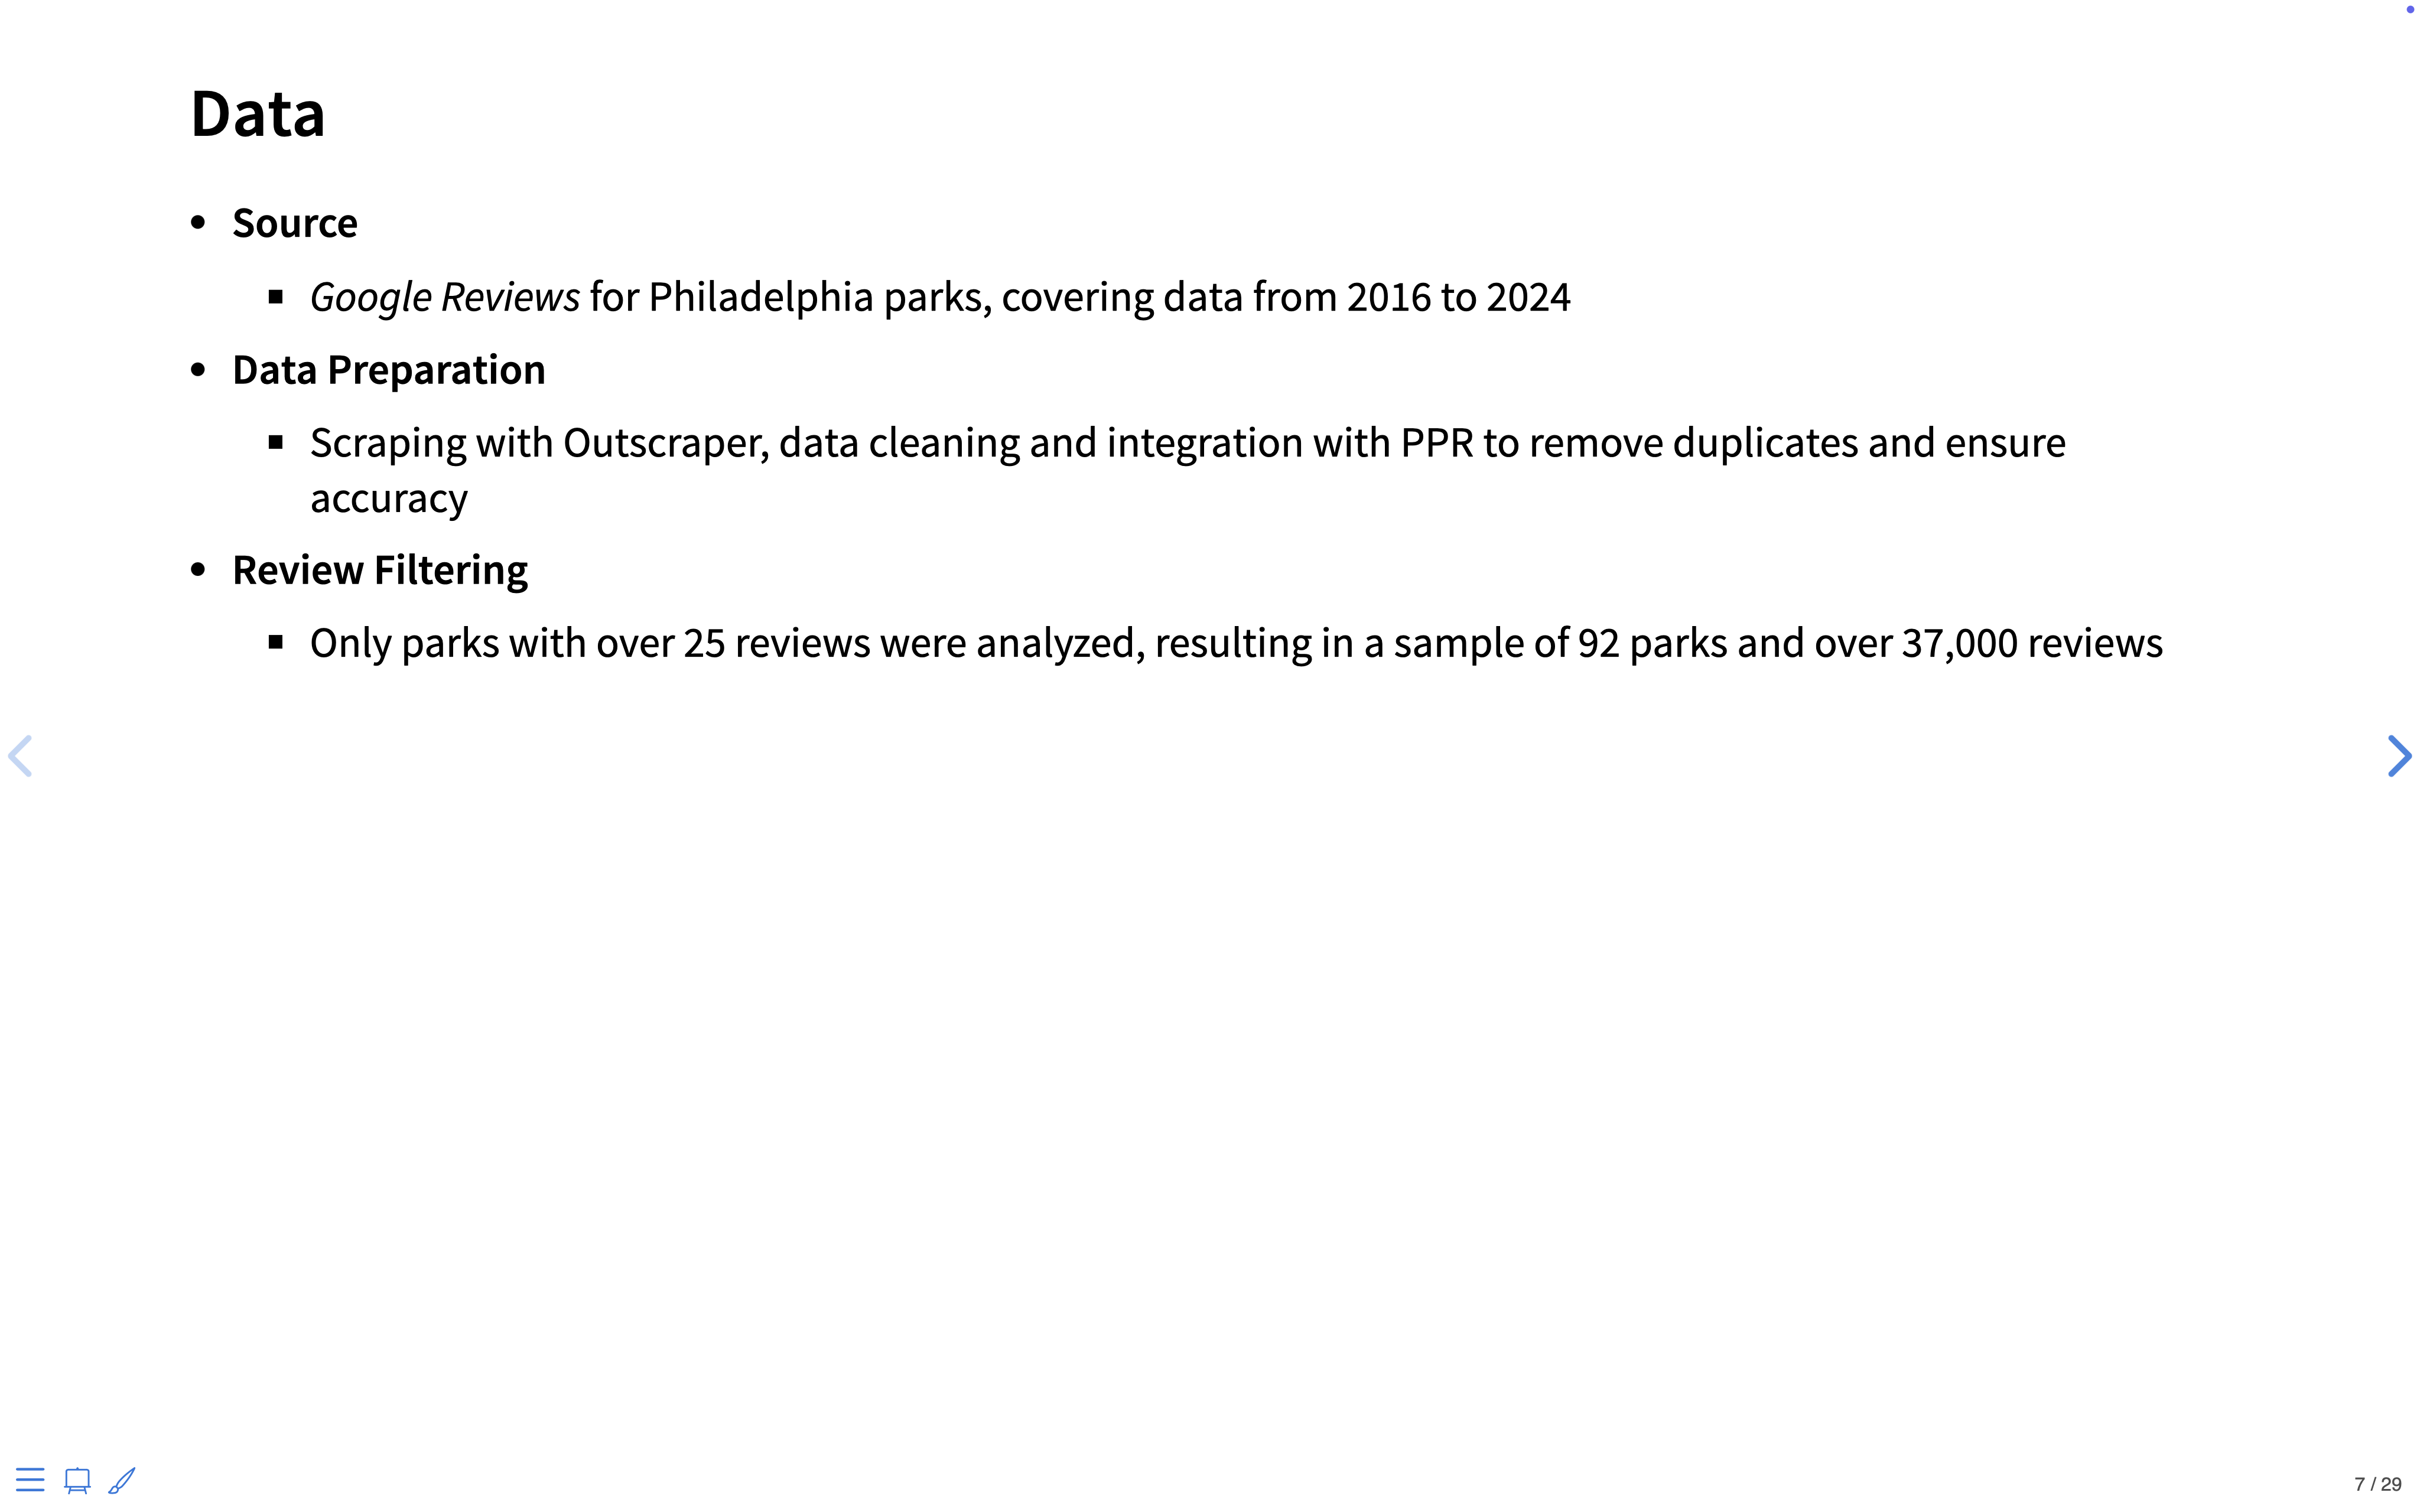 Data
Source
Google Reviews for Philadelphia parks, covering data from 2016 to 2024
Data Preparation
Scraping with Outscraper, data cleaning and integration with PPR to remove duplicates and ensure
accuracy
Review Filtering
Only parks with over 25 reviews were analyzed, resulting in a sample of 92 parks and over 37,000 reviews
7 / 29